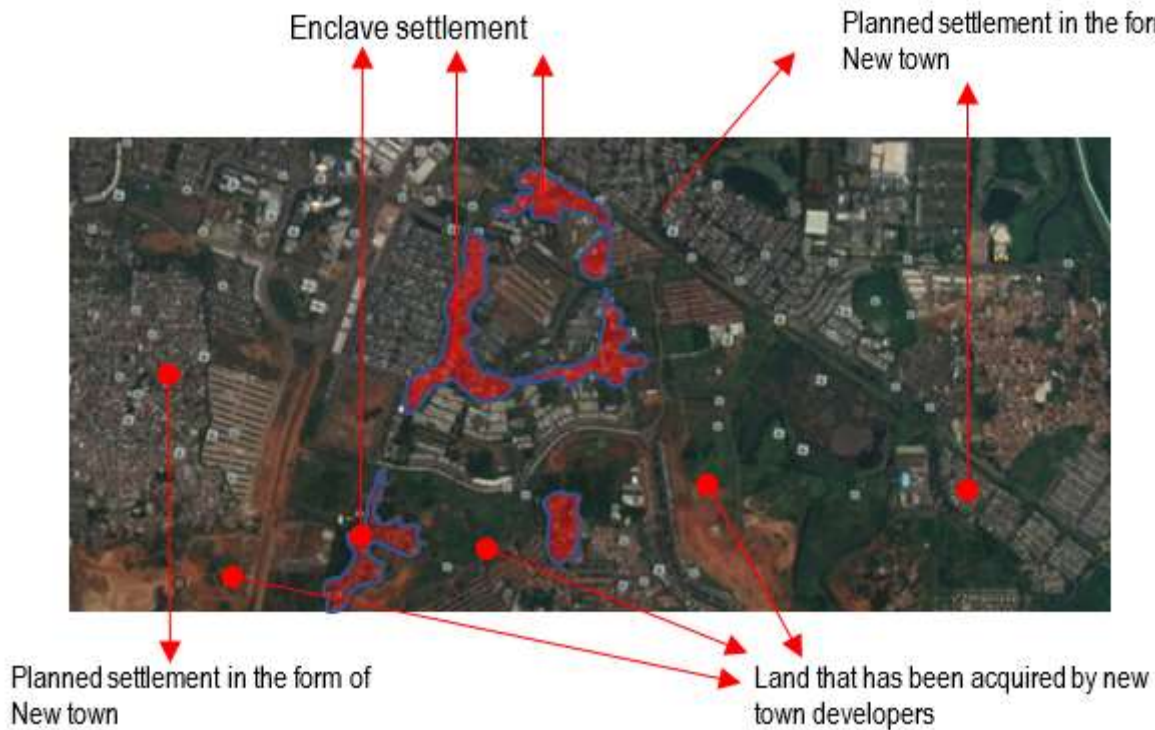 Enclave settlement
Planned settlement in the for
New town
Planned settlement in the form of
New town
Land that has been acquired by new
town developers